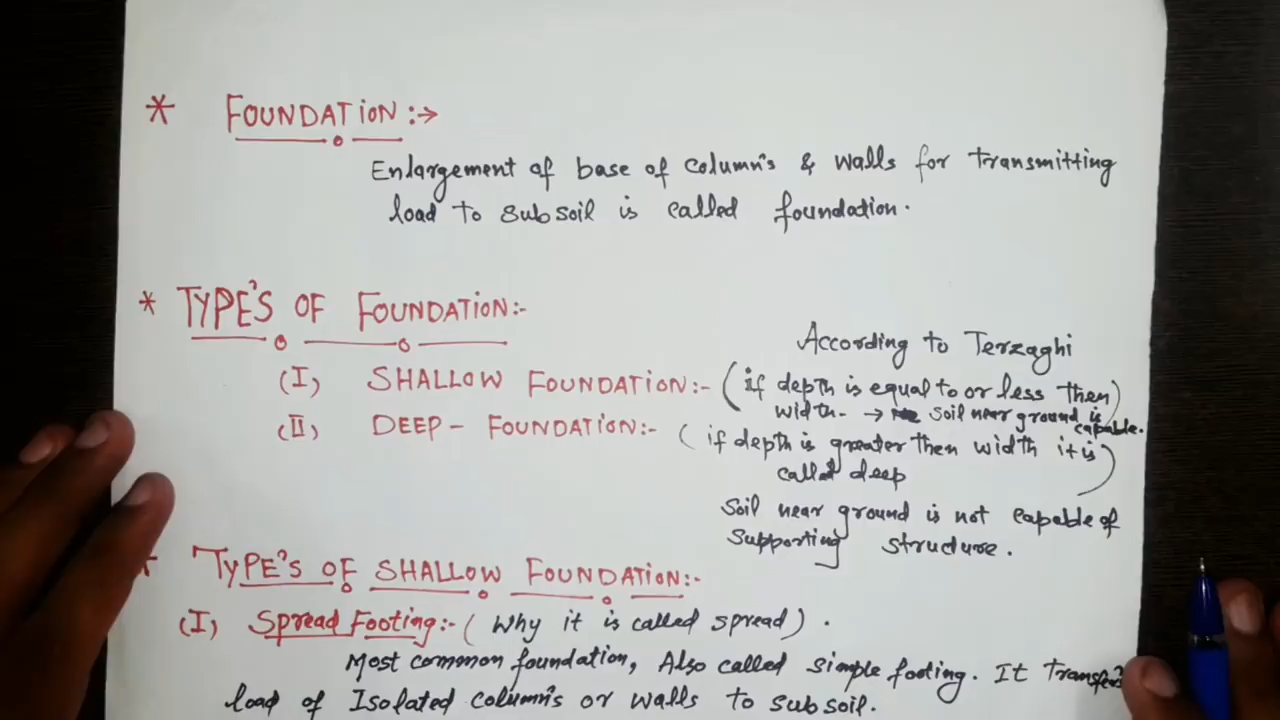 * FOUNDATION:→
Enlargement of base of column's & walls for transmitting
load to subsoil is called foundation.
* TYPE'S OF FOUNDATION:-
According to Terzaghi
(I) SHALLOW FOUNDATION:- (if depth is equal to or less then)
width- → soil near ground is capable.
(II) DEEP - FOUNDATION:- (if depth is greater then width it is)
called deep
Soil near ground is not capable of
supporting structure.
* TYPE'S OF SHALLOW FOUNDATION:-
(I) Spread Footing:- (Why it is called spread).
Most common foundation, Also called simple footing. It
load of Isolated column's or walls to subsoil.